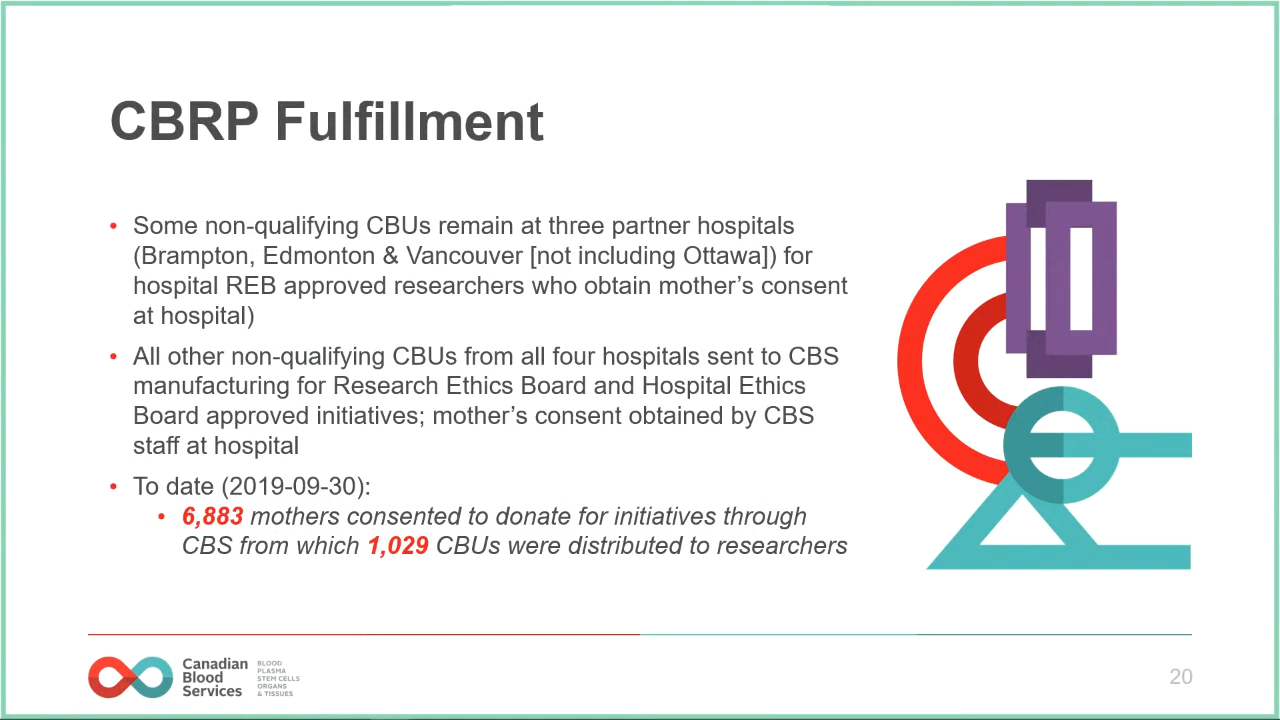 CBRP Fulfillment
• Some non-qualifying CBUs remain at three partner hospitals
(Brampton, Edmonton & Vancouver [not including Ottawa]) for
hospital REB approved researchers who obtain mother’s consent
at hospital)
• All other non-qualifying CBUs from all four hospitals sent to CBS
manufacturing for Research Ethics Board and Hospital Ethics
Board approved initiatives; mother’s consent obtained by CBS
staff at hospital
• To date (2019-09-30):
• 6,883 mothers consented to donate for initiatives through
CBS from which 1,029 CBUs were distributed to researchers
Canadian
Blood
Services
BLOOD
PLASMA
STEM CELLS
ORGANS
& TISSUES
20